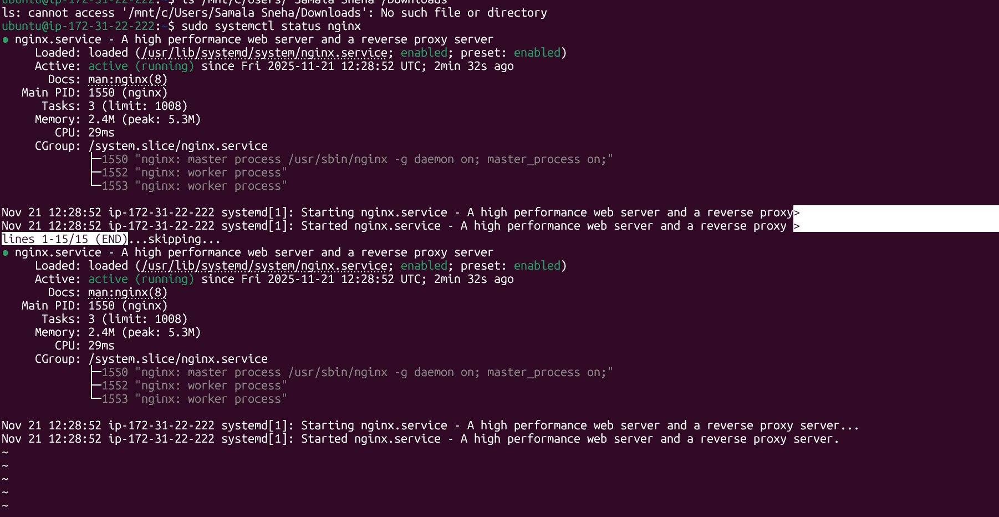 ubuntu@ip-172-31-22-222:~$ ls /mnt/c/Users/ Samala Sneha /Downloads
ls: cannot access '/mnt/c/Users/Samala Sneha/Downloads': No such file or directory
ubuntu@ip-172-31-22-222:~$ sudo systemctl status nginx
● nginx.service - A high performance web server and a reverse proxy server
     Loaded: loaded (/usr/lib/systemd/system/nginx.service; enabled; preset: enabled)
     Active: active (running) since Fri 2025-11-21 12:28:52 UTC; 2min 32s ago
       Docs: man:nginx(8)
   Main PID: 1550 (nginx)
      Tasks: 3 (limit: 1008)
     Memory: 2.4M (peak: 5.3M)
        CPU: 29ms
     CGroup: /system.slice/nginx.service
             ├─1550 "nginx: master process /usr/sbin/nginx -g daemon on; master_process on;"
             ├─1552 "nginx: worker process"
             └─1553 "nginx: worker process"
Nov 21 12:28:52 ip-172-31-22-222 systemd[1]: Starting nginx.service - A high performance web server and a reverse proxy>
Nov 21 12:28:52 ip-172-31-22-222 systemd[1]: Started nginx.service - A high performance web server and a reverse proxy >
lines 1-15/15 (END)...skipping...
● nginx.service - A high performance web server and a reverse proxy server
     Loaded: loaded (/usr/lib/systemd/system/nginx.service; enabled; preset: enabled)
     Active: active (running) since Fri 2025-11-21 12:28:52 UTC; 2min 32s ago
       Docs: man:nginx(8)
   Main PID: 1550 (nginx)
      Tasks: 3 (limit: 1008)
     Memory: 2.4M (peak: 5.3M)
        CPU: 29ms
     CGroup: /system.slice/nginx.service
             ├─1550 "nginx: master process /usr/sbin/nginx -g daemon on; master_process on;"
             ├─1552 "nginx: worker process"
             └─1553 "nginx: worker process"
Nov 21 12:28:52 ip-172-31-22-222 systemd[1]: Starting nginx.service - A high performance web server and a reverse proxy server...
Nov 21 12:28:52 ip-172-31-22-222 systemd[1]: Started nginx.service - A high performance web server and a reverse proxy server.
~
~
~
~
~